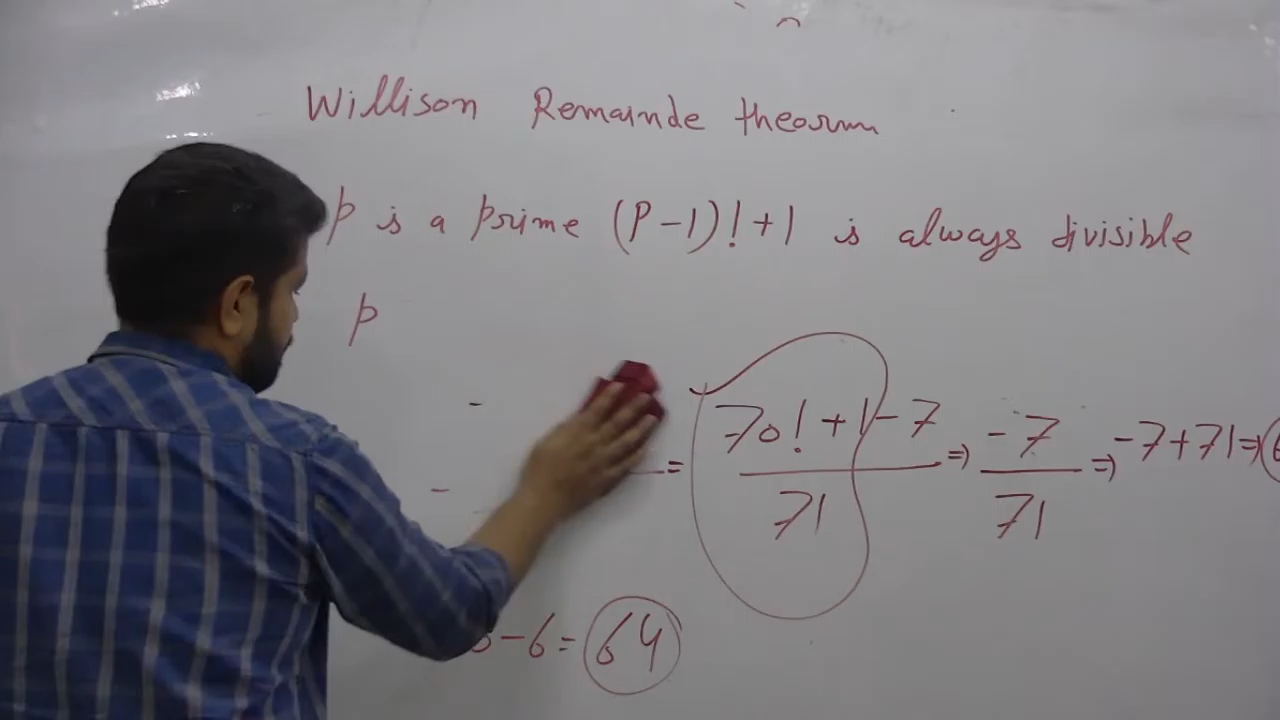 Willison Remainde theorm
p is a prime (P-1)!+1 is always divisible
p
= 70!+1-7 / 71 ⇒ -7 / 71 ⇒ -7+71 ⇒
-6 = 64